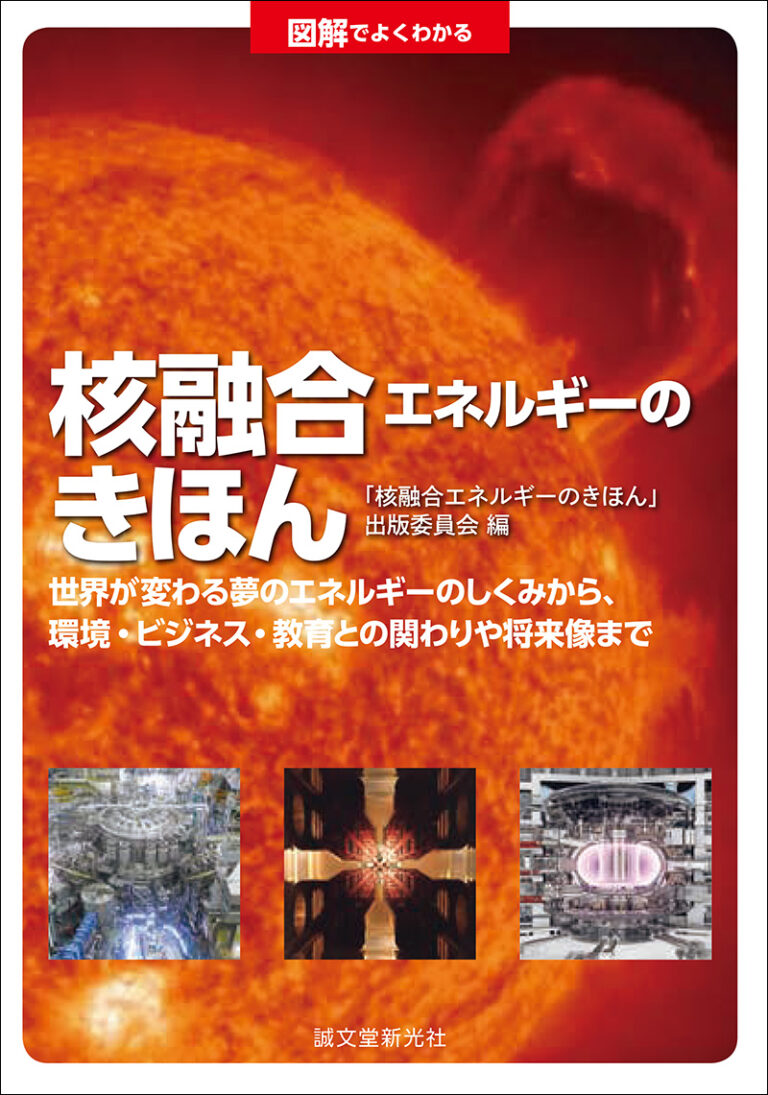 図解でよくわかる
核融合エネルギーの
きほん
「核融合エネルギーのきほん」
出版委員会 編
世界が変わる夢のエネルギーのしくみから、
環境・ビジネス・教育との関わりや将来像まで
誠文堂新光社